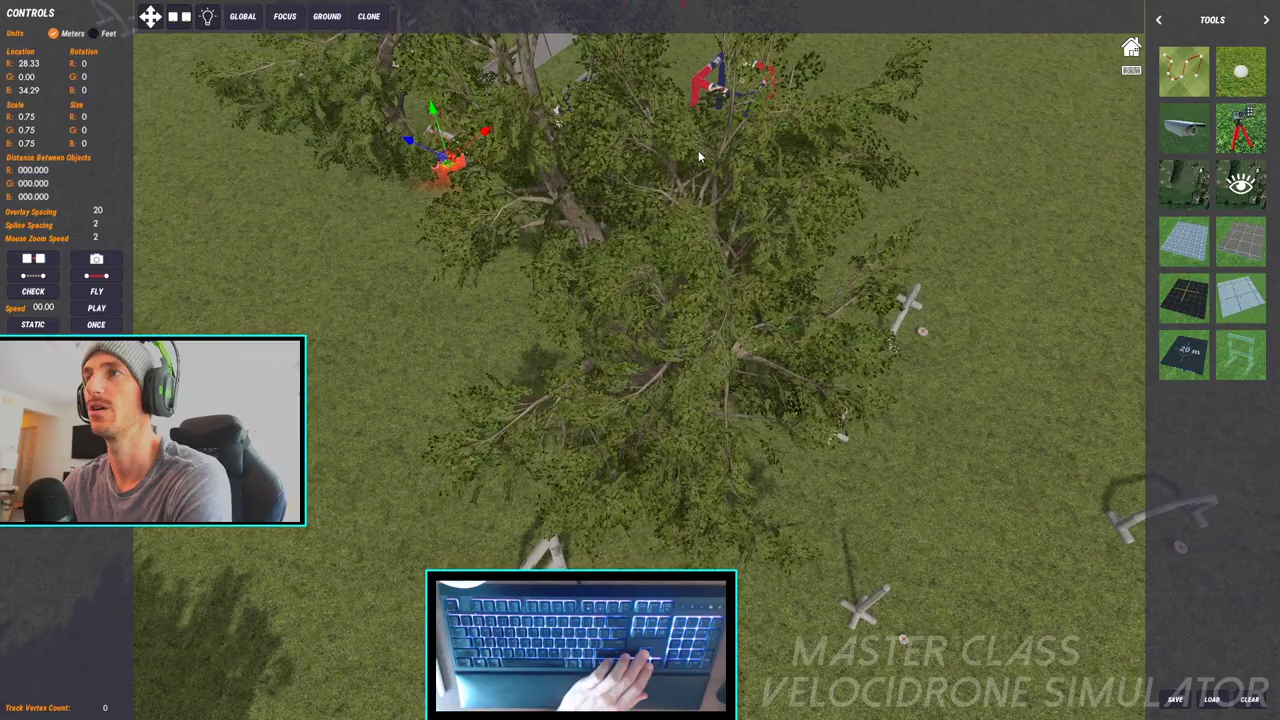 CONTROLS
Units Meters Feet
Location Rotation
R: 28.33 R: 0
G: 0.00 G: 0
B: 34.29 B: 0
Scale Size
R: 0.75 R: 0
G: 0.75 G: 0
B: 0.75 B: 0
Distance Between Objects
R: 000.000
G: 000.000
B: 000.000
Overlay Spacing 20
Spline Spacing 2
Mouse Zoom Speed 2
CHECK FLY
Speed 00.00 PLAY
STATIC ONCE
Track Vertex Count: 0
GLOBAL FOCUS GROUND CLONE
TOOLS
20 m
MASTER CLASS
VELOCIDRONE SIMULATOR
SAVE LOAD CLEAR